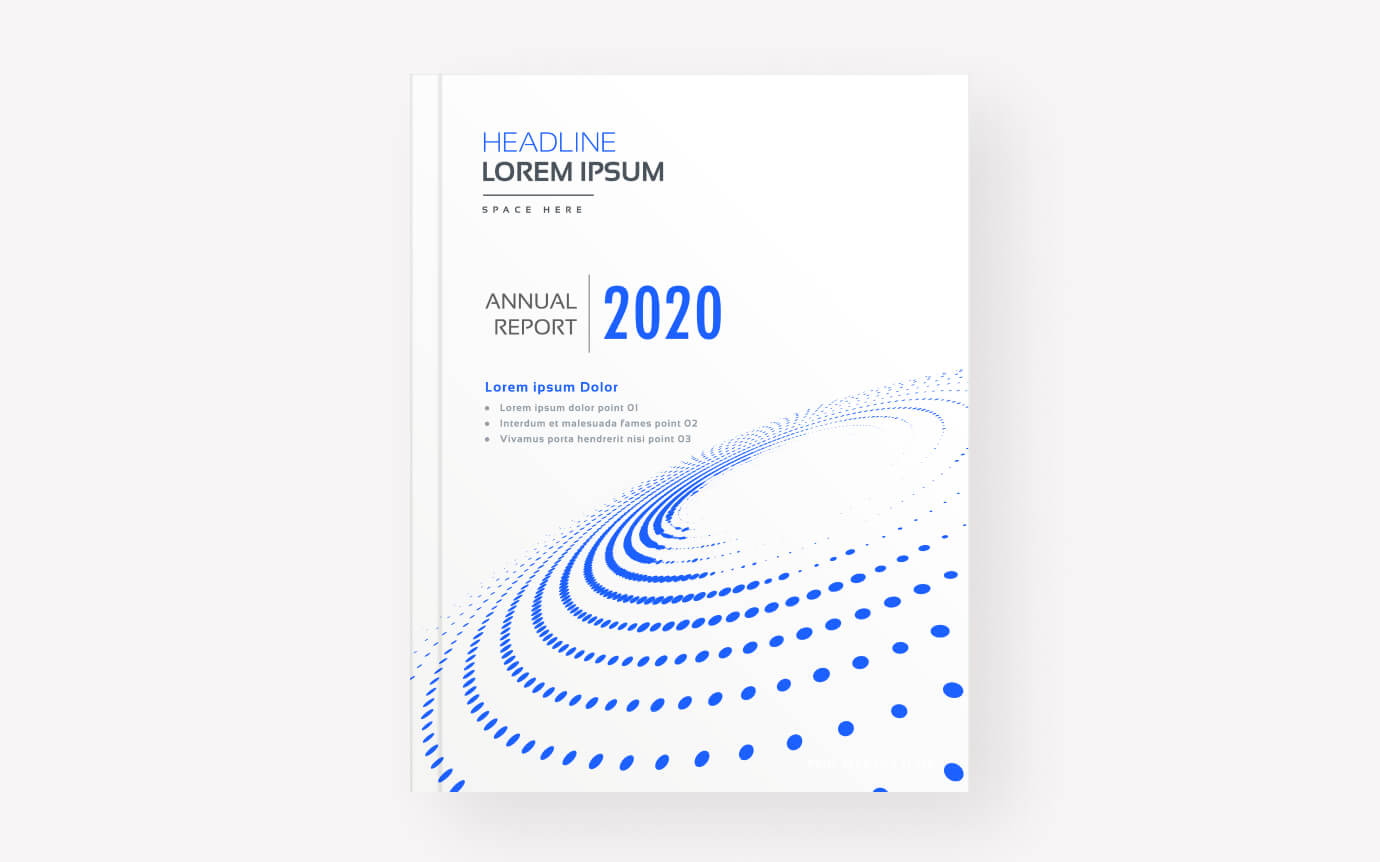 HEADLINE
LOREM IPSUM
SPACE HERE
ANNUAL
REPORT
2020
Lorem ipsum Dolor
Lorem ipsum dolor point 01
Interdum et malesuada fames point 02
Vivamus porta hendrerit nisi point 03